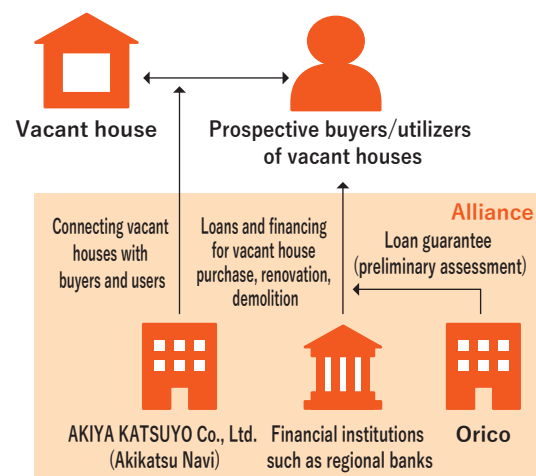 Vacant house
Prospective buyers/utilizers
of vacant houses
Alliance
Connecting vacant
houses with
buyers and users
Loans and financing
for vacant house
purchase, renovation,
demolition
Loan guarantee
(preliminary assessment)
AKIYA KATSUYO Co., Ltd.
(Akikatsu Navi)
Financial institutions
such as regional banks
Orico